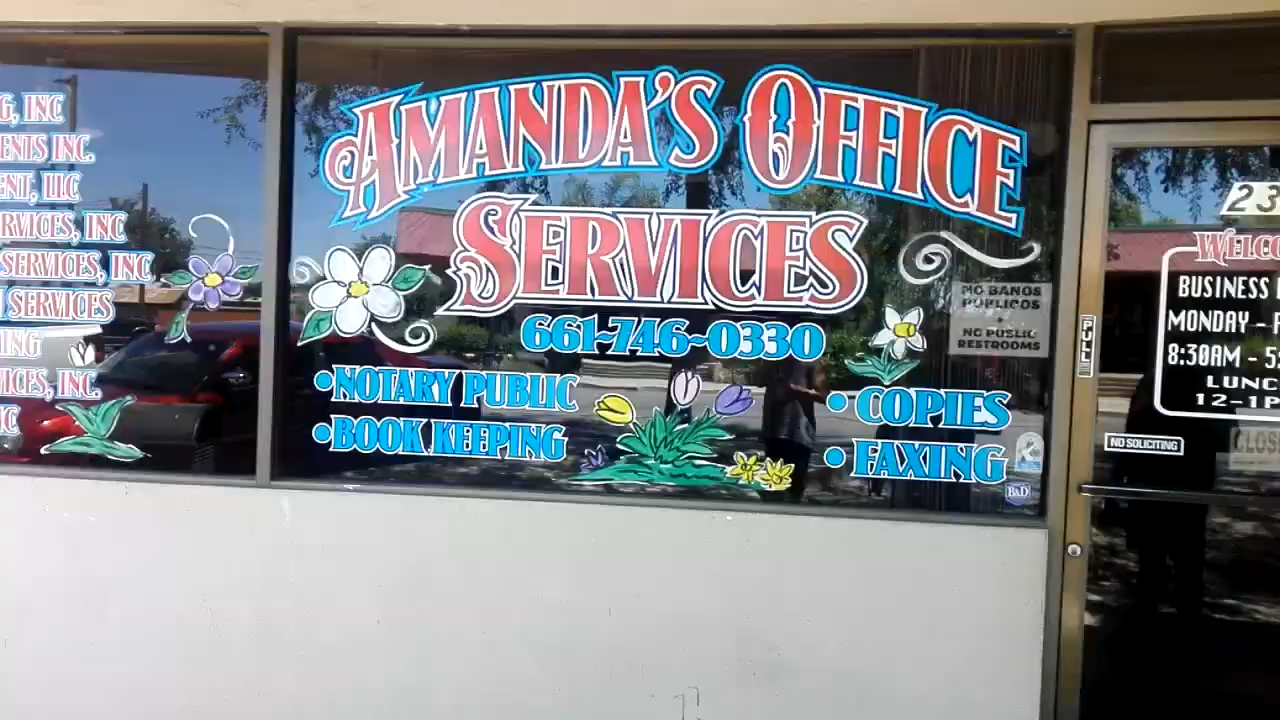 G, INC
ENTS INC.
ENT, LLC
RVICES, INC
SERVICES, INC
SERVICES
ING
VICES, INC.
C
AMANDA'S OFFICE
SERVICES
661-746-0330
•NOTARY PUBLIC
•BOOK KEEPING
• COPIES
• FAXING
NO BANOS
PUBLICOS
•
NO PUBLIC
RESTROOMS
B&D
PULL
23
WELCO
BUSINESS
MONDAY - F
8:30AM - 5:
LUNC
12-1P
NO SOLICITING
CLOS